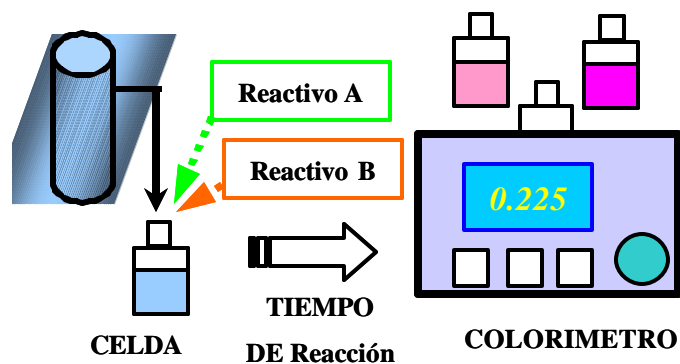 Reactivo A
Reactivo B
0.225
TIEMPO
DE Reacción
CELDA
COLORIMETRO